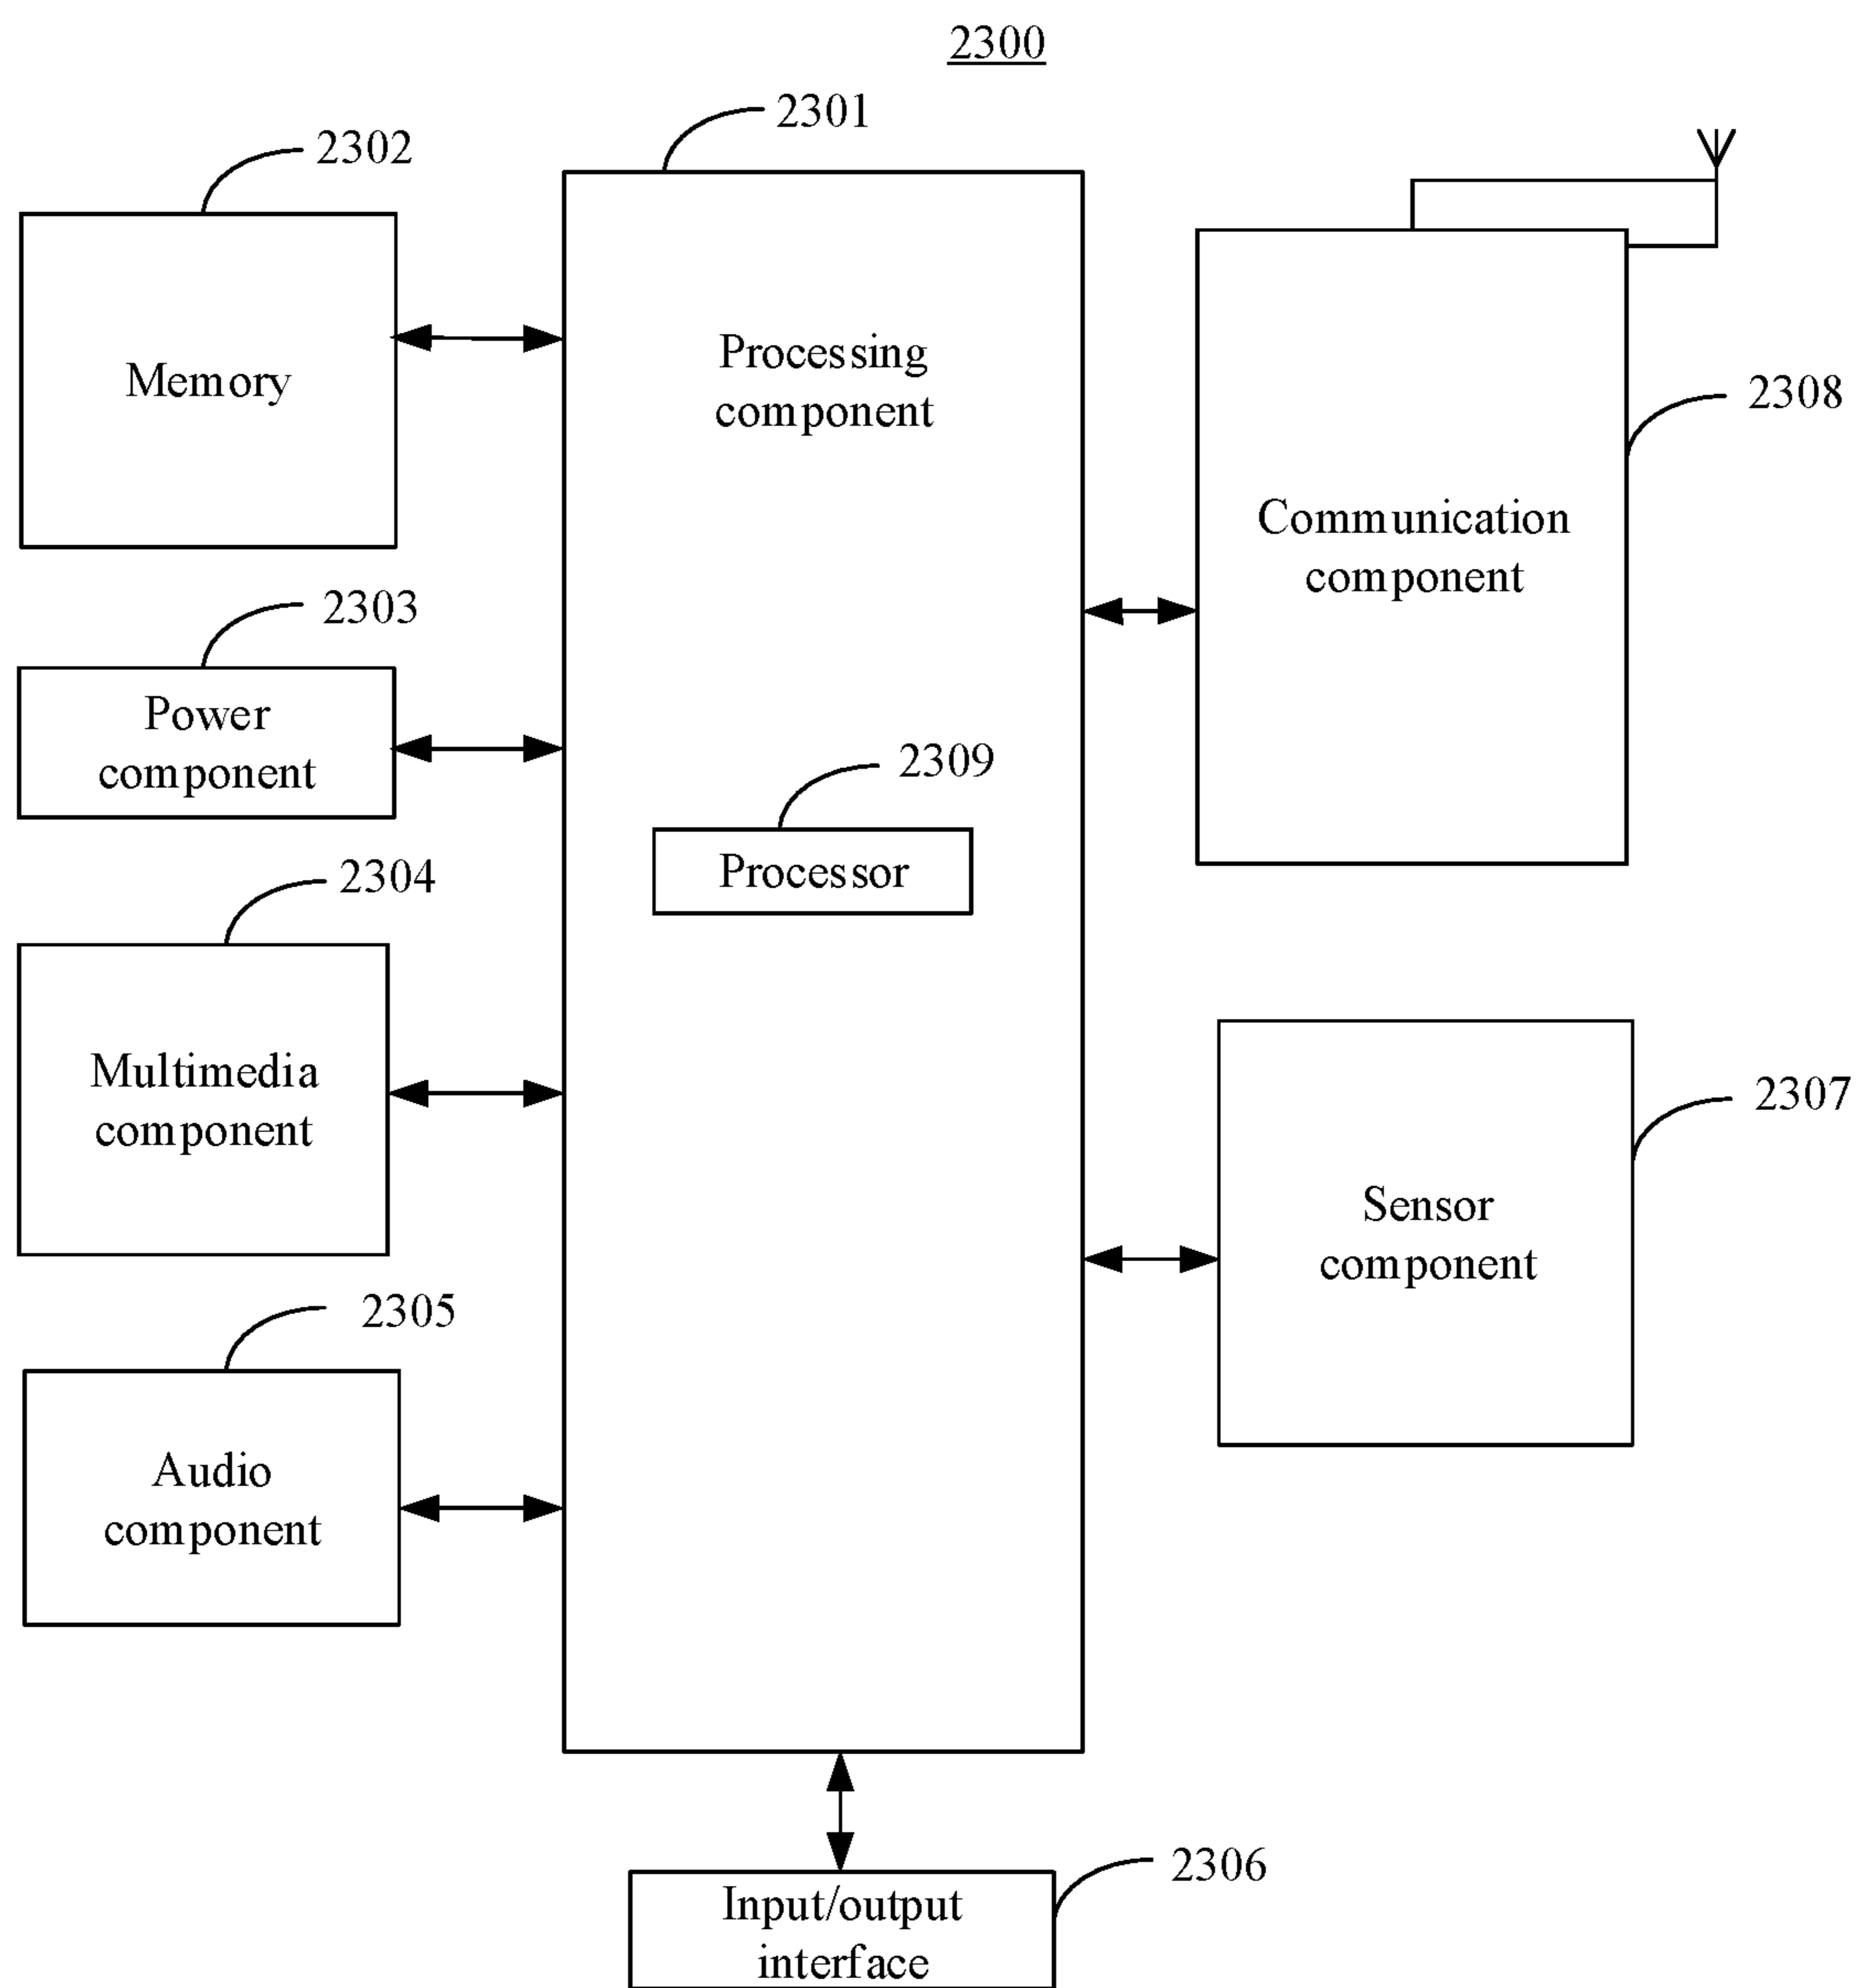 2300
2301
2302
Memory
Processing
component
2308
Communication
component
2303
Power
component
2309
Processor
2304
Multimedia
component
2307
Sensor
component
2305
Audio
component
2306
Input/output
interface